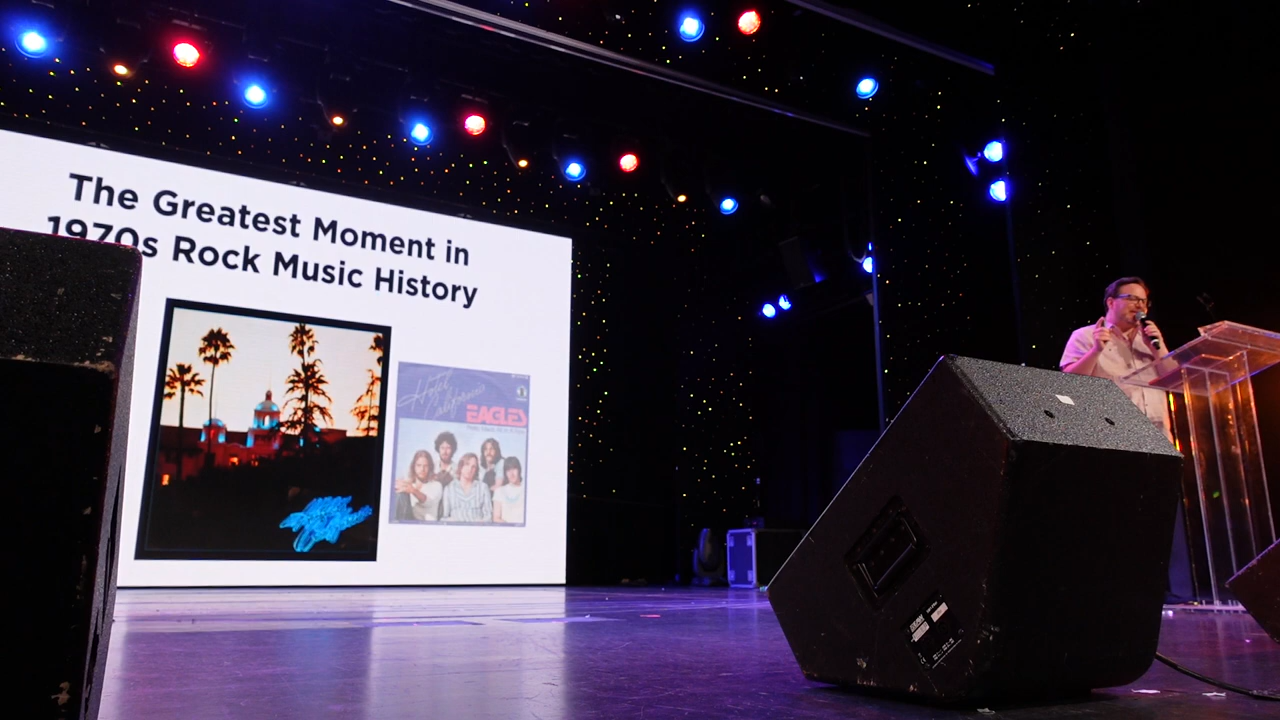 The Greatest Moment in
1970s Rock Music History
Hotel
California
EAGLES